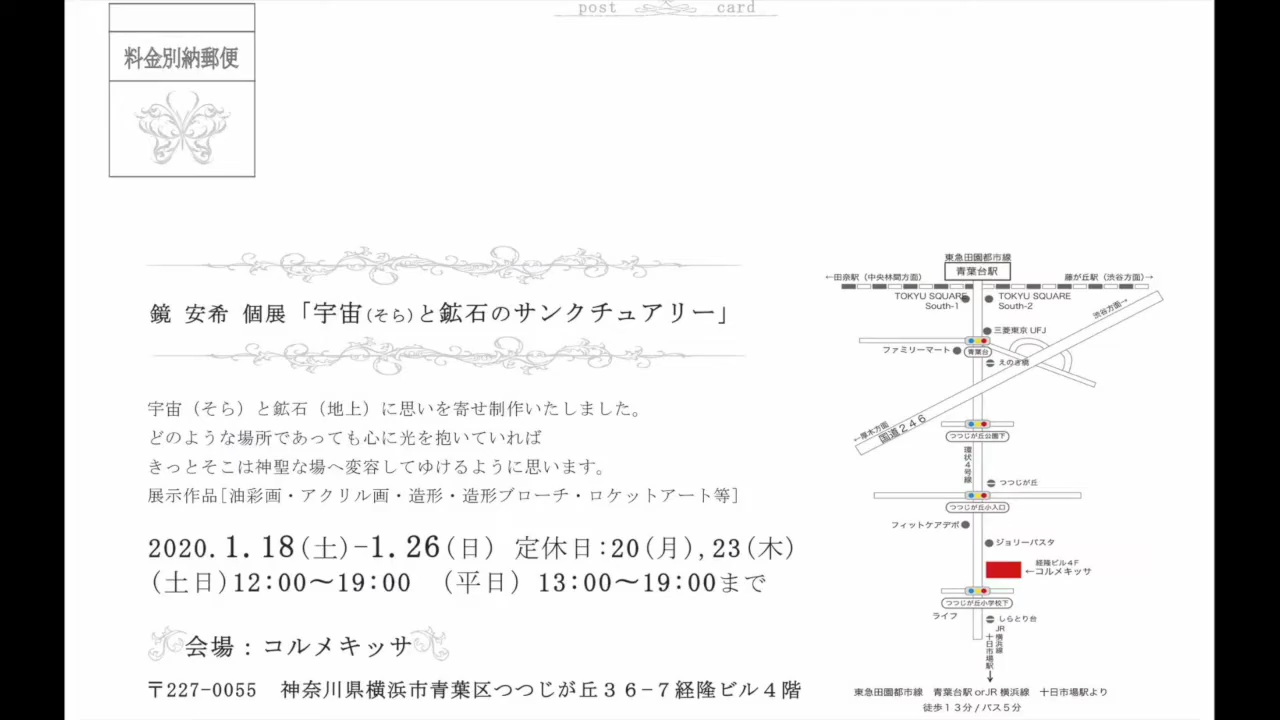 post card
料金別納郵便
鏡 安希 個展「宇宙(そら)と鉱石のサンクチュアリー」
宇宙（そら）と鉱石（地上）に思いを寄せ制作いたしました。
どのような場所であっても心に光を抱いていれば
きっとそこは神聖な場へ変容してゆけるように思います。
展示作品[油彩画・アクリル画・造形・造形ブローチ・ロケットアート等]
2020.1.18(土)-1.26(日) 定休日:20(月),23(木)
(土日)12:00〜19:00 (平日) 13:00〜19:00まで
会場：コルメキッサ
〒227-0055 神奈川県横浜市青葉区つつじが丘３６−７経隆ビル４階
東急田園都市線
青葉台駅
←田奈駅（中央林間方面）
藤が丘駅（渋谷方面）→
TOKYU SQUARE
South-1
TOKYU SQUARE
South-2
渋谷方面→
三菱東京 UFJ
ファミリーマート
青葉台
えのき橋
←厚木方面
国道２４６
つつじが丘公園下
環状４号線
つつじが丘
つつじが丘小入口
フィットケアデポ
ジョリーパスタ
経隆ビル４F
←コルメキッサ
つつじが丘小学校下
ライフ
しらとり台
JR
横浜線
十日市場駅
東急田園都市線 青葉台駅 orJR 横浜線 十日市場駅より
徒歩１３分 / バス５分